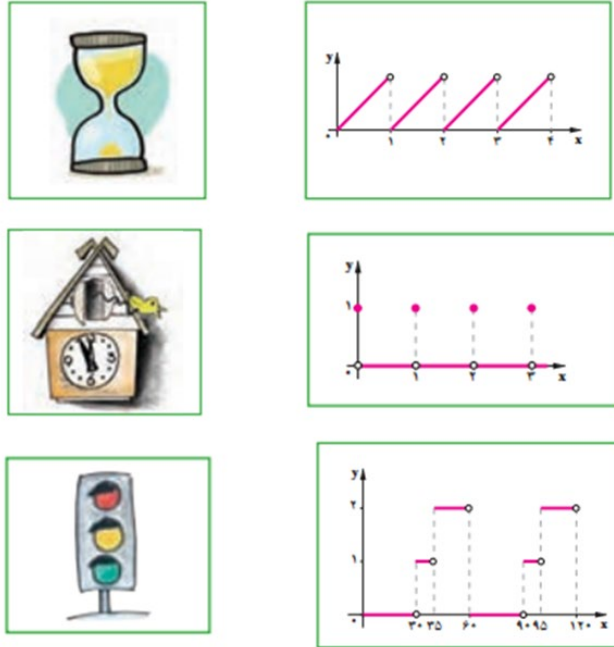 y
۰ ۱ ۲ ۳ ۴ x
y
۱
۰ ۱ ۲ ۳ x
y
۲
۱
۰ ۳۰ ۳۵ ۶۰ ۹۰ ۹۵ ۱۲۰ x